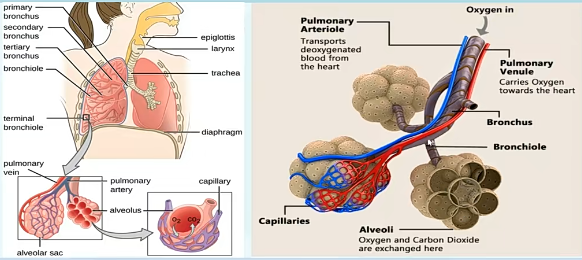 primary
bronchus
secondary
bronchus
tertiary
bronchus
bronchiole
terminal
bronchiole
epiglottis
larynx
trachea
diaphragm
pulmonary
vein
pulmonary
artery
capillary
alveolus
alveolar sac
O2
CO2
Oxygen in
Pulmonary
Arteriole
Transports
deoxygenated
blood from
the heart
Pulmonary
Venule
Carries Oxygen
towards the heart
Bronchus
Bronchiole
Capillaries
Alveoli
Oxygen and Carbon Dioxide
are exchanged here